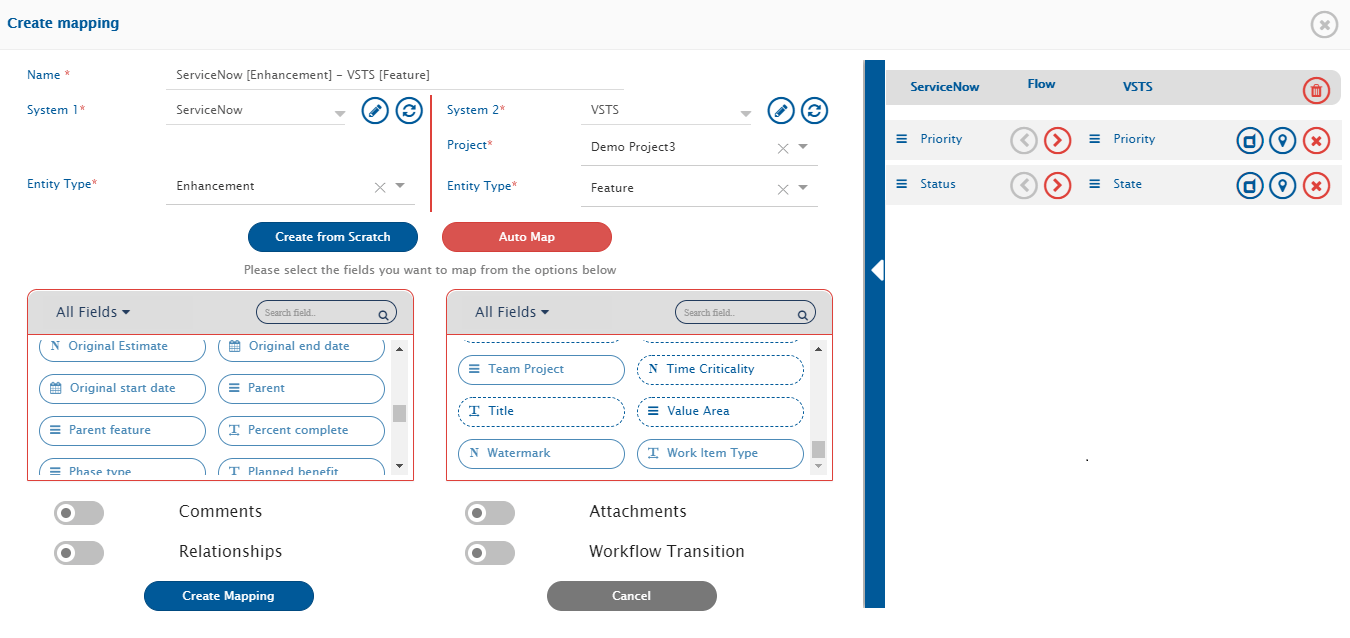 Create mapping
Name *
ServiceNow [Enhancement] - VSTS [Feature]
System 1*
ServiceNow
System 2*
VSTS
Project*
Demo Project3
Entity Type*
Enhancement
Entity Type*
Feature
Create from Scratch
Auto Map
Please select the fields you want to map from the options below
All Fields
Search field..
N Original Estimate
Original end date
Original start date
Parent
Parent feature
T Percent complete
Phase type
T Planned benefit
All Fields
Search field..
Team Project
N Time Criticality
T Title
Value Area
N Watermark
T Work Item Type
Comments
Attachments
Relationships
Workflow Transition
Create Mapping
Cancel
ServiceNow
Flow
VSTS
Priority
Priority
Status
State
.